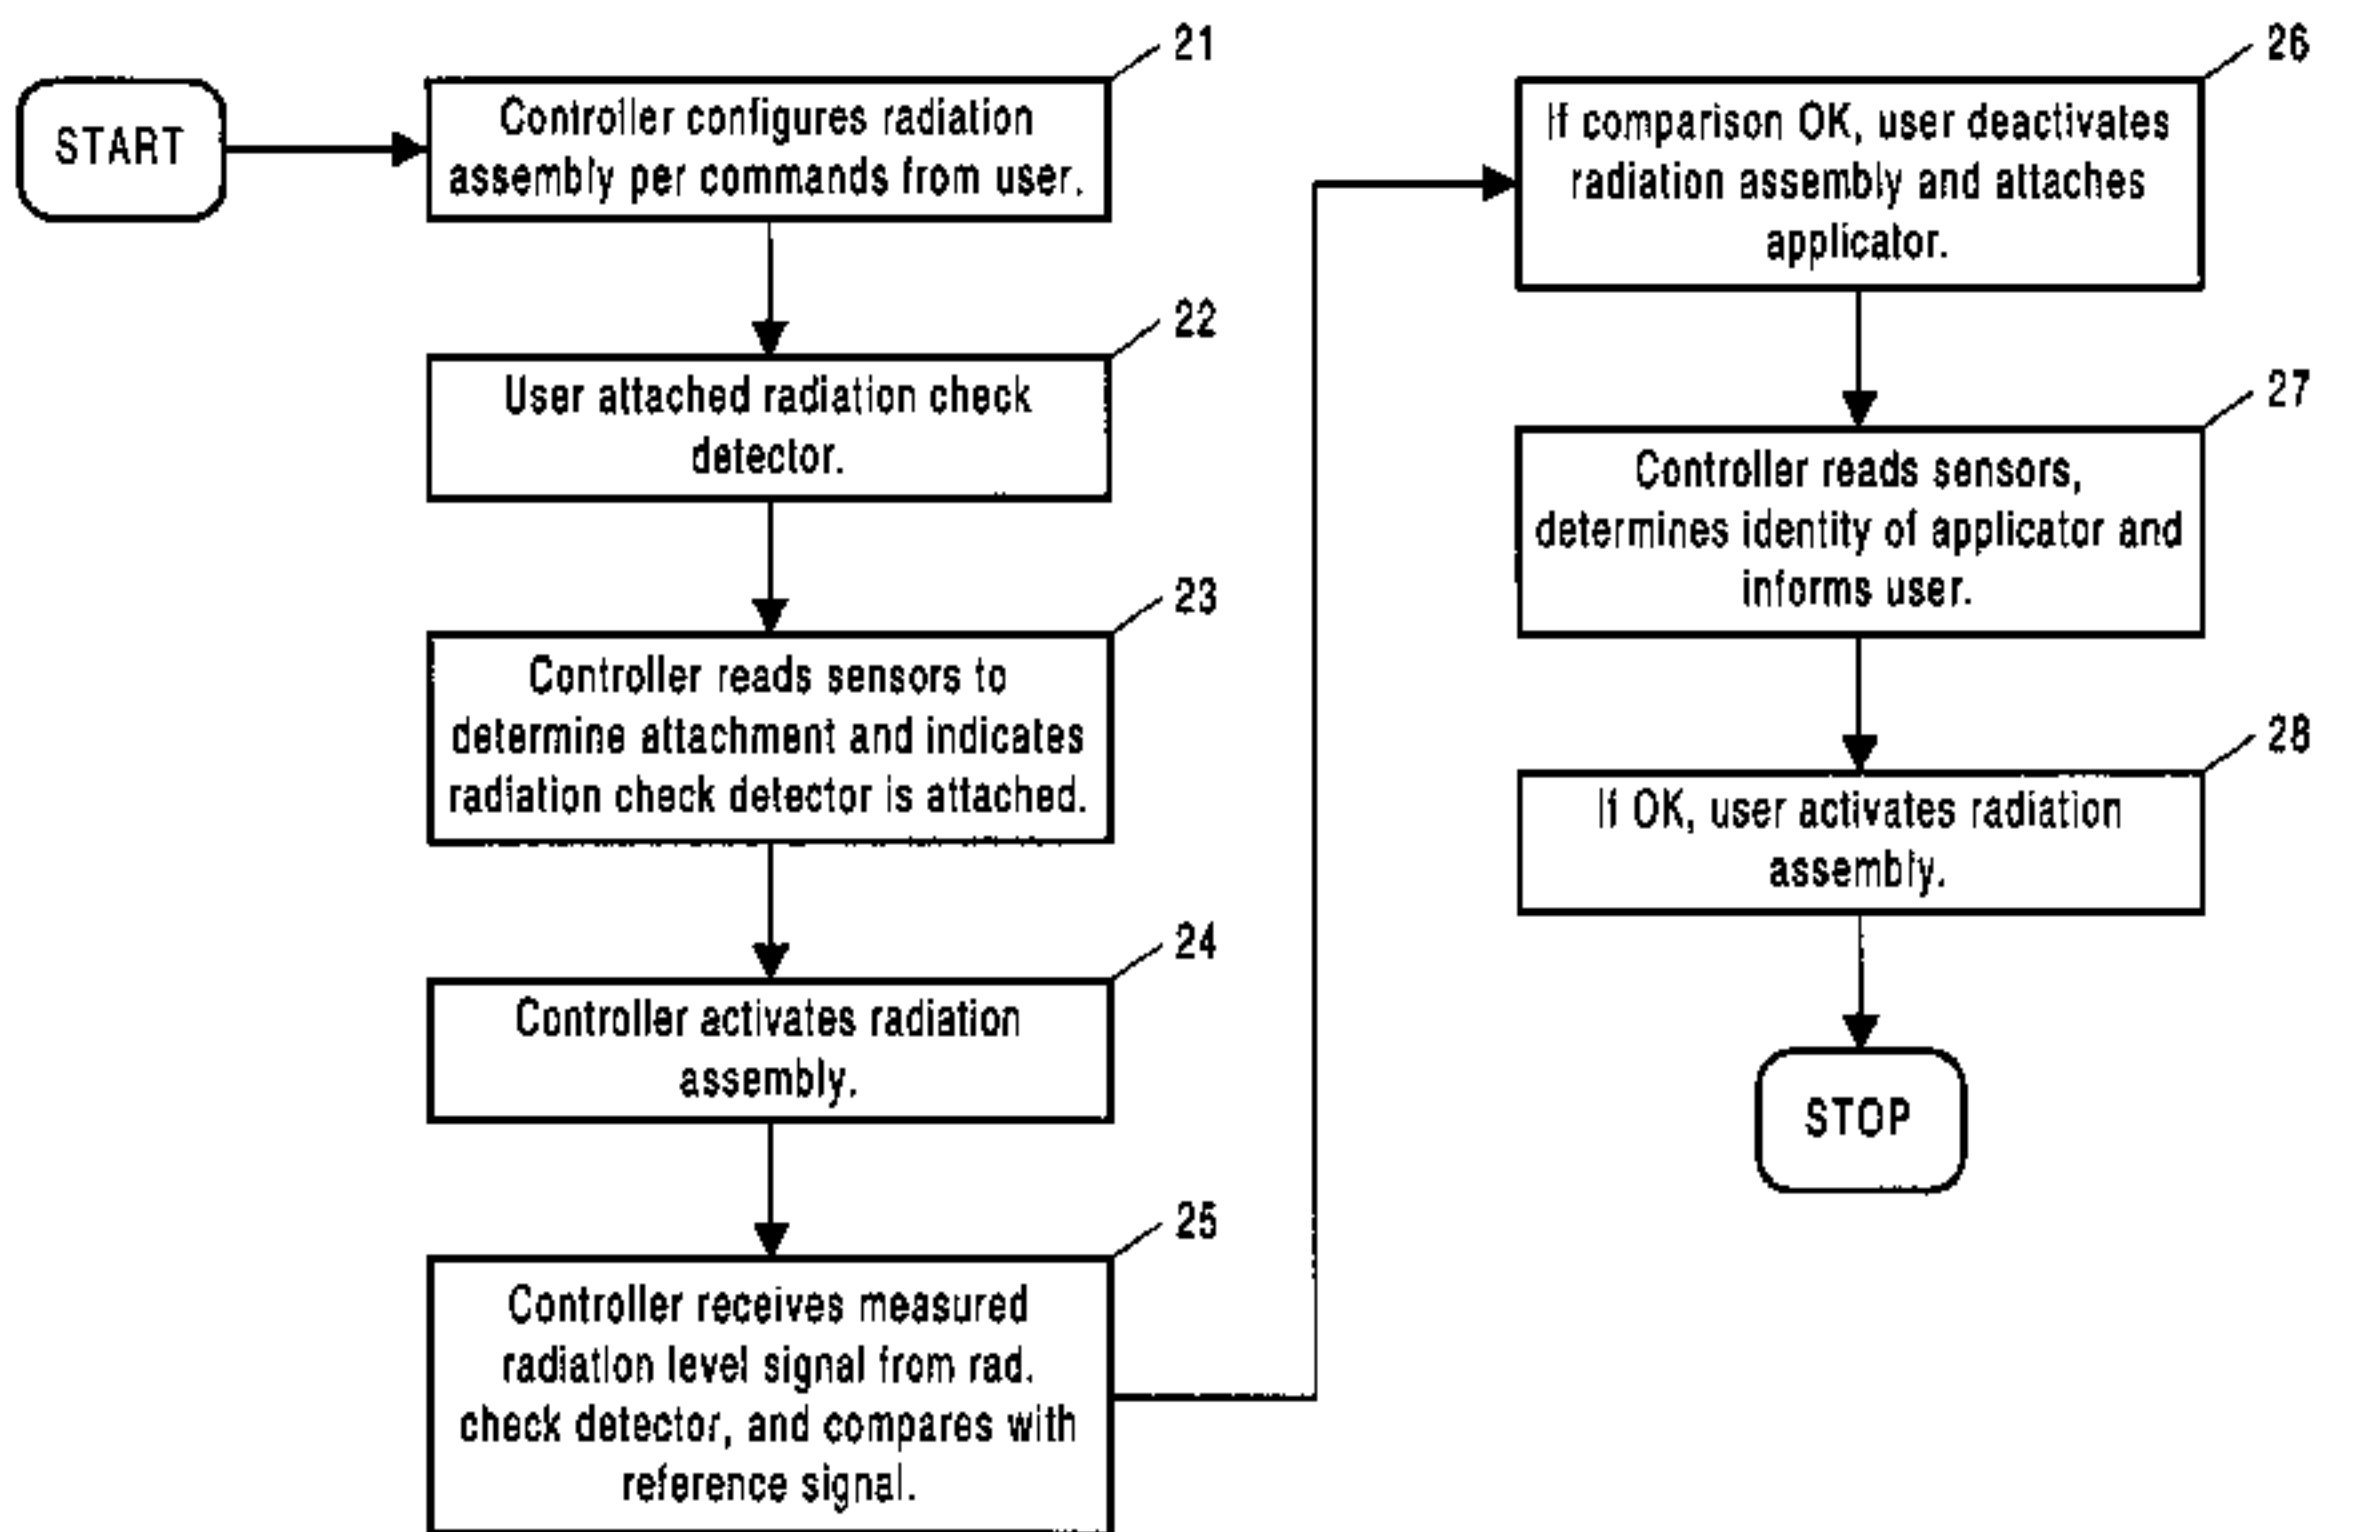 START
21
Controller configures radiation
assembly per commands from user.
22
User attached radiation check
detector.
23
Controller reads sensors to
determine attachment and indicates
radiation check detector is attached.
24
Controller activates radiation
assembly.
25
Controller receives measured
radiation level signal from rad.
check detector, and compares with
reference signal.
26
If comparison OK, user deactivates
radiation assembly and attaches
applicator.
27
Controller reads sensors,
determines identity of applicator and
informs user.
28
If OK, user activates radiation
assembly.
STOP